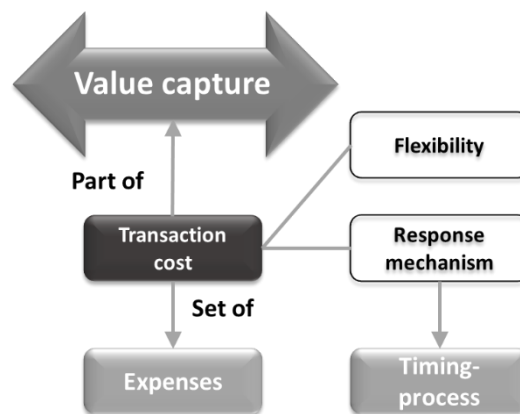 Value capture
Flexibility
Part of
Transaction
cost
Response
mechanism
Set of
Expenses
Timing-
process